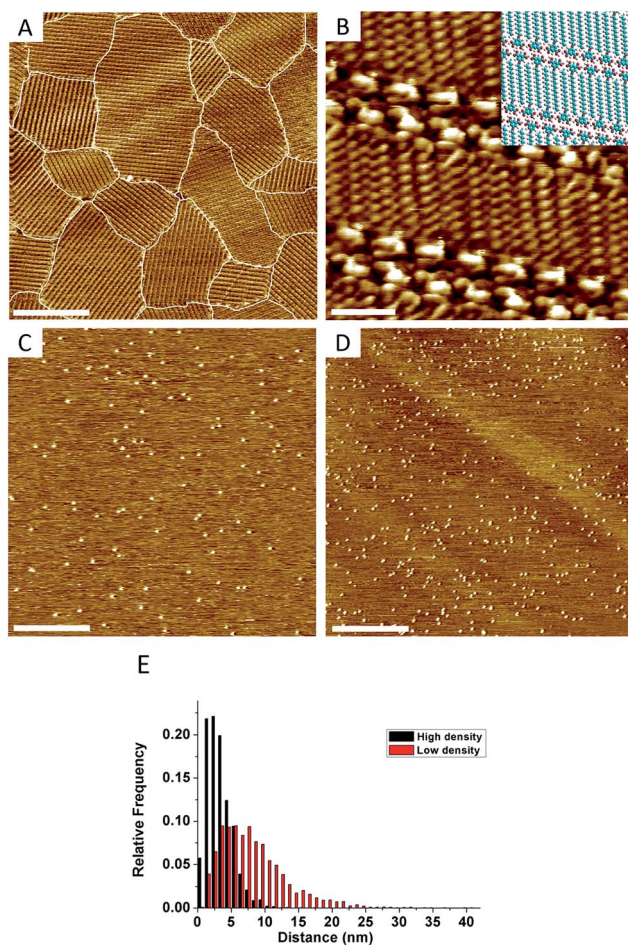 A
B
C
D
E
High density
Low density
0.20
0.15
0.10
0.05
0.00
Relative Frequency
0 5 10 15 20 25 30 35 40
Distance (nm)